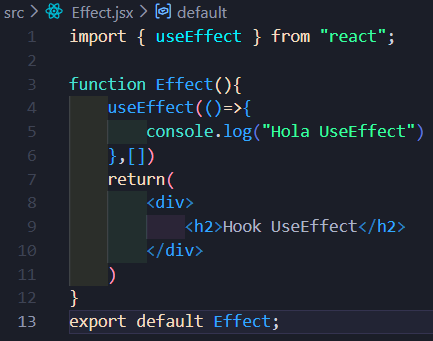 src > Effect.jsx > default
1 import { useEffect } from "react";
2
3 function Effect(){
4 useEffect(()=>{
5 console.log("Hola UseEffect")
6 },[])
7 return(
8 <div>
9 <h2>Hook UseEffect</h2>
10 </div>
11 )
12 }
13 export default Effect;